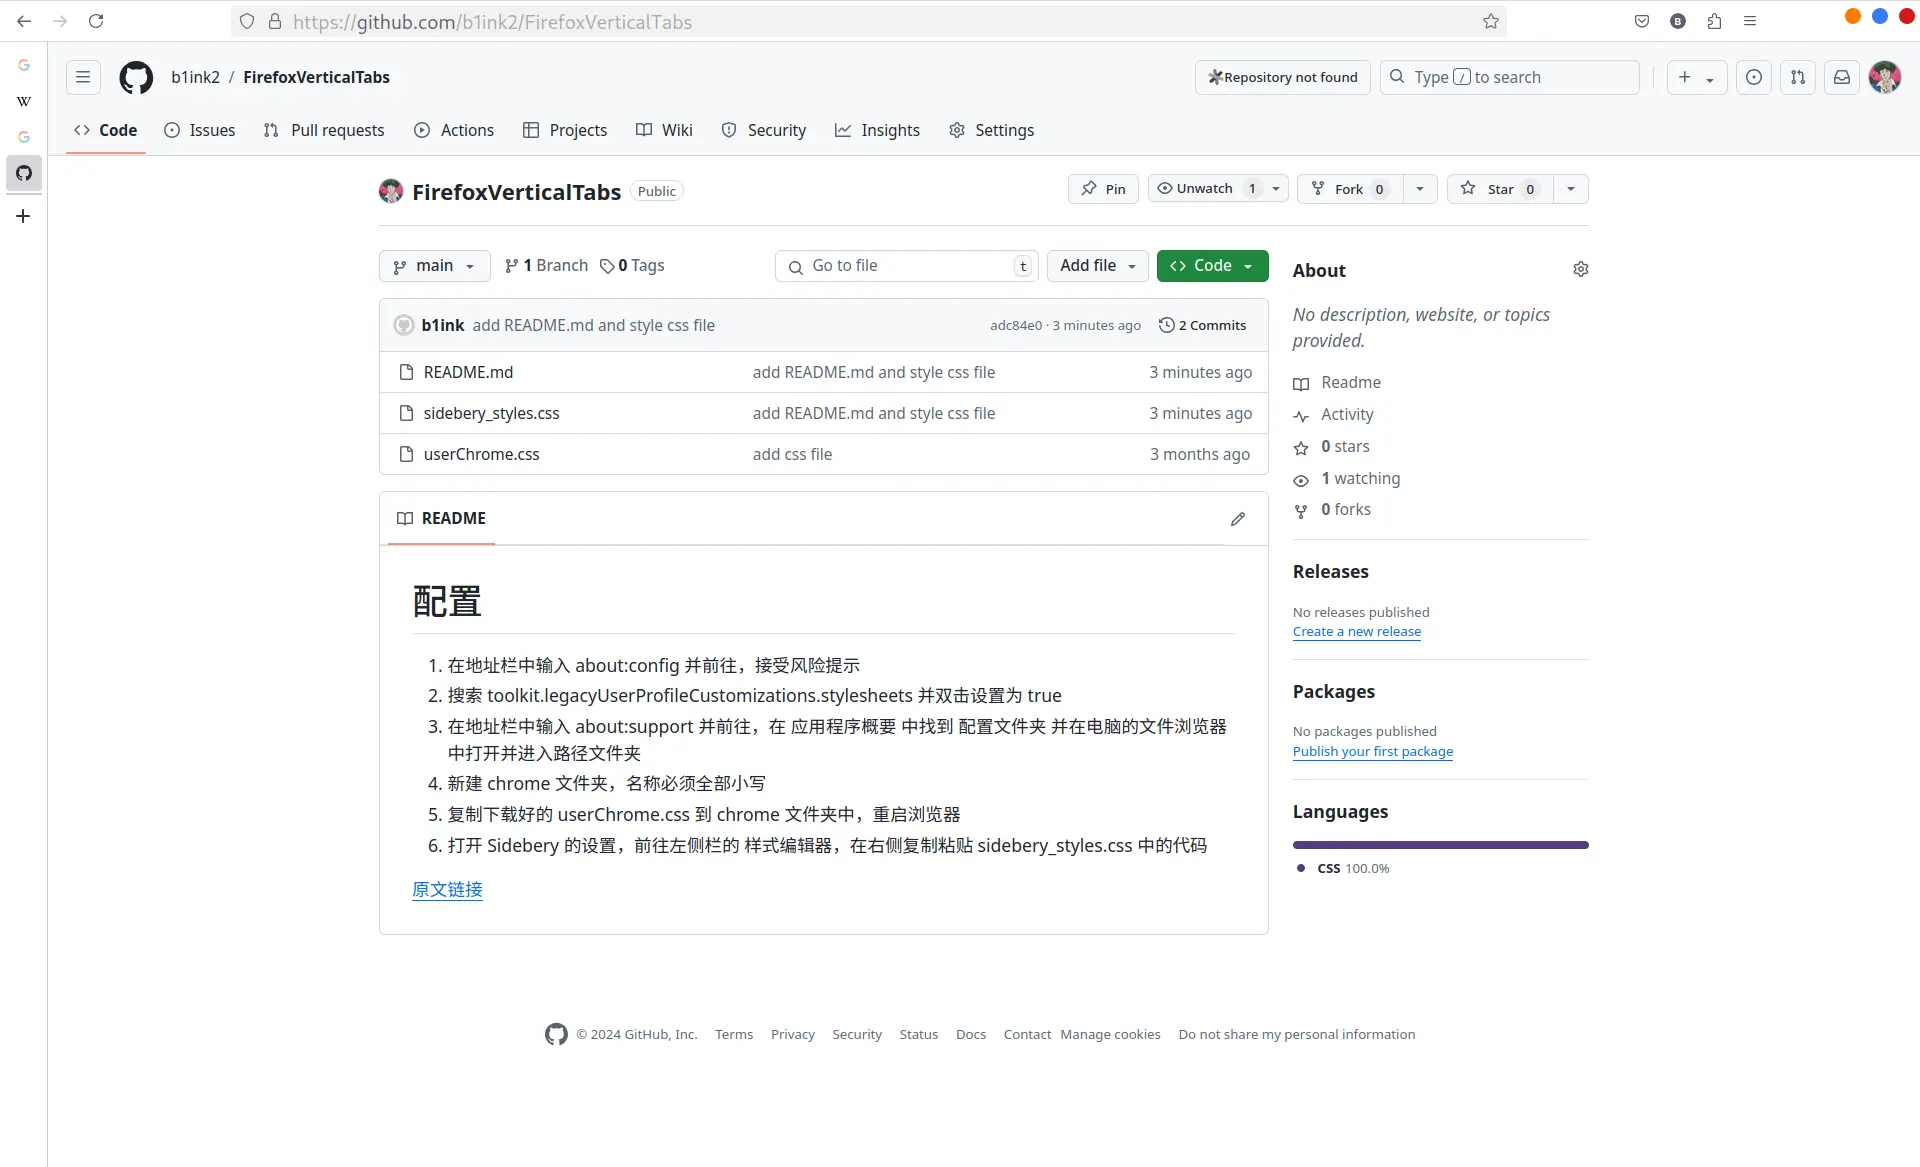 https://github.com/b1ink2/FirefoxVerticalTabs
b1ink2 / FirefoxVerticalTabs
Repository not found
Type / to search
Code
Issues
Pull requests
Actions
Projects
Wiki
Security
Insights
Settings
FirefoxVerticalTabs Public
Pin
Unwatch 1
Fork 0
Star 0
main
1 Branch
0 Tags
Go to file t
Add file
Code
b1ink add README.md and style css file
adc84e0 · 3 minutes ago
2 Commits
README.md add README.md and style css file 3 minutes ago
sidebery_styles.css add README.md and style css file 3 minutes ago
userChrome.css add css file 3 months ago
README
配置
1. 在地址栏中输入 about:config 并前往，接受风险提示
2. 搜索 toolkit.legacyUserProfileCustomizations.stylesheets 并双击设置为 true
3. 在地址栏中输入 about:support 并前往，在 应用程序概要 中找到 配置文件夹 并在电脑的文件浏览器
中打开并进入路径文件夹
4. 新建 chrome 文件夹，名称必须全部小写
5. 复制下载好的 userChrome.css 到 chrome 文件夹中，重启浏览器
6. 打开 Sidebery 的设置，前往左侧栏的 样式编辑器，在右侧复制粘贴 sidebery_styles.css 中的代码
原文链接
About
No description, website, or topics
provided.
Readme
Activity
0 stars
1 watching
0 forks
Releases
No releases published
Create a new release
Packages
No packages published
Publish your first package
Languages
CSS 100.0%
© 2024 GitHub, Inc. Terms Privacy Security Status Docs Contact Manage cookies Do not share my personal information